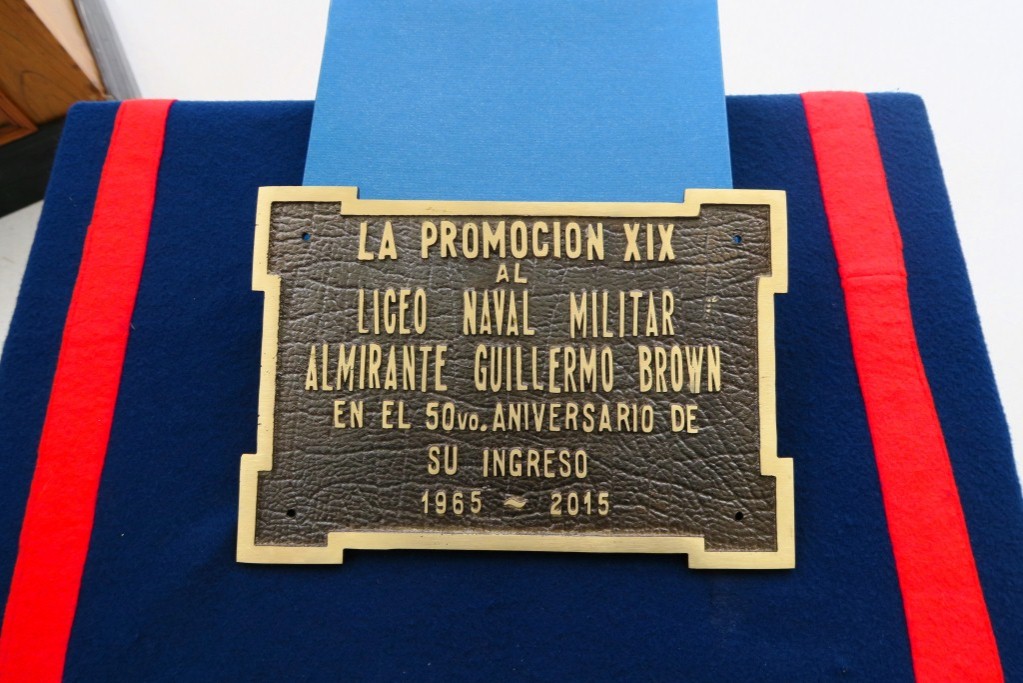 LA PROMOCION XIX
AL
LICEO NAVAL MILITAR
ALMIRANTE GUILLERMO BROWN
EN EL 50vo. ANIVERSARIO DE
SU INGRESO
1965 ~ 2015